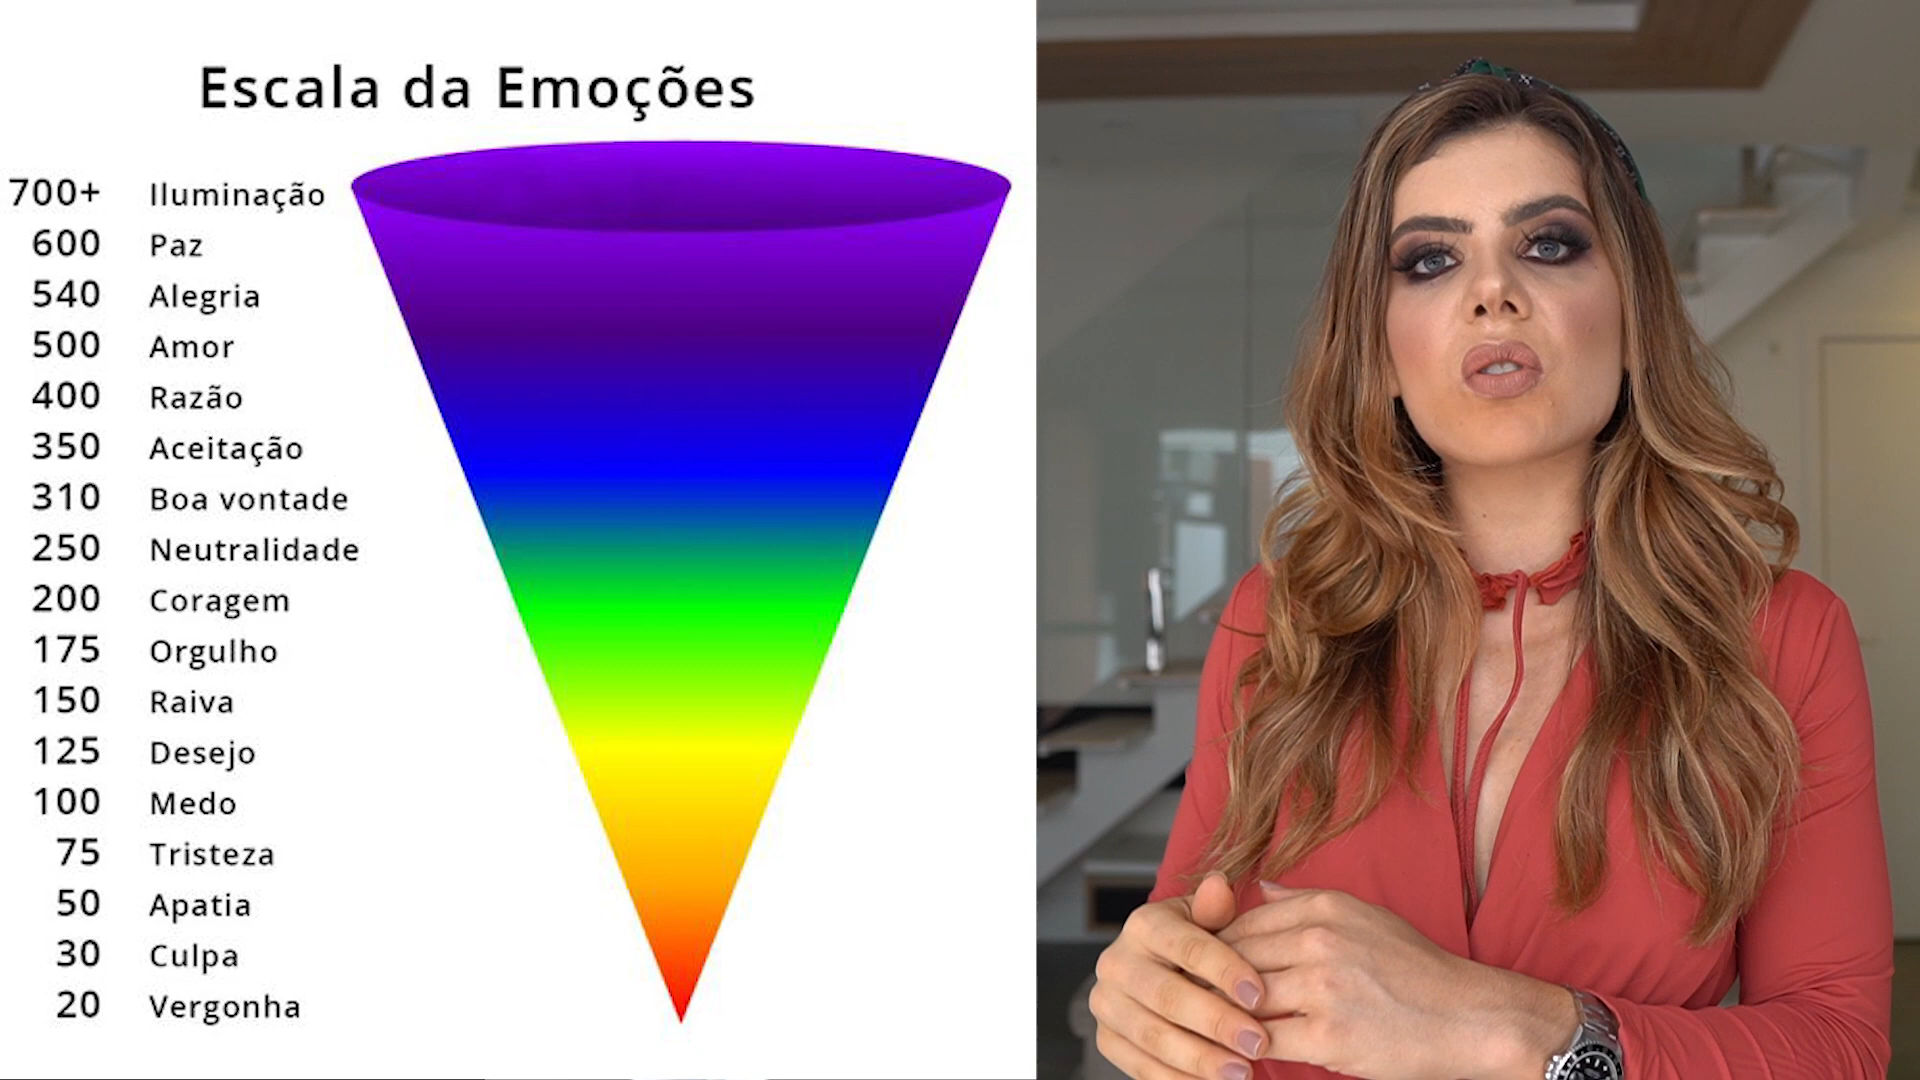 Escala da Emoções
700+ Iluminação
600 Paz
540 Alegria
500 Amor
400 Razão
350 Aceitação
310 Boa vontade
250 Neutralidade
200 Coragem
175 Orgulho
150 Raiva
125 Desejo
100 Medo
75 Tristeza
50 Apatia
30 Culpa
20 Vergonha